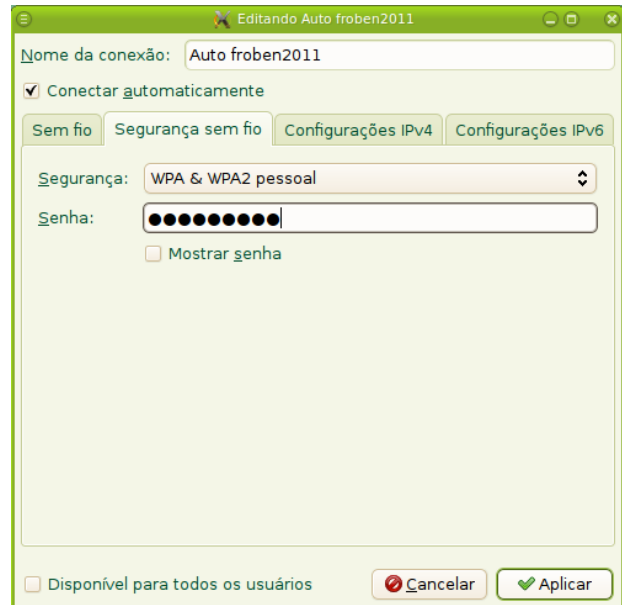 Editando Auto froben2011
Nome da conexão: Auto froben2011
Conectar automaticamente
Sem fio Segurança sem fio Configurações IPv4 Configurações IPv6
Segurança: WPA & WPA2 pessoal
Senha: ●●●●●●●●●
Mostrar senha
Disponível para todos os usuários Cancelar Aplicar